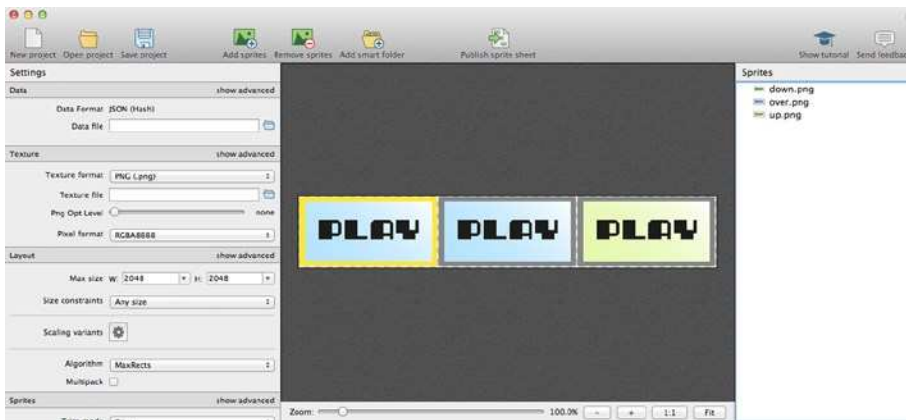 New project Open project Save project Add sprites Remove sprites Add smart folder Publish sprite sheet Show tutorial Send feedbac
Settings
Data show advanced
Data Format JSON (Hash)
Data file
Texture show advanced
Texture format PNG (.png)
Texture file
Png Opt Level none
Pixel format RGBA8888
Layout show advanced
Max size W: 2048 H: 2048
Size constraints Any size
Scaling variants
Algorithm MaxRects
Multipack
Sprites show advanced
PLAY PLAY PLAY
Zoom: 100.0% - + 1:1 Fit
Sprites
down.png
over.png
up.png